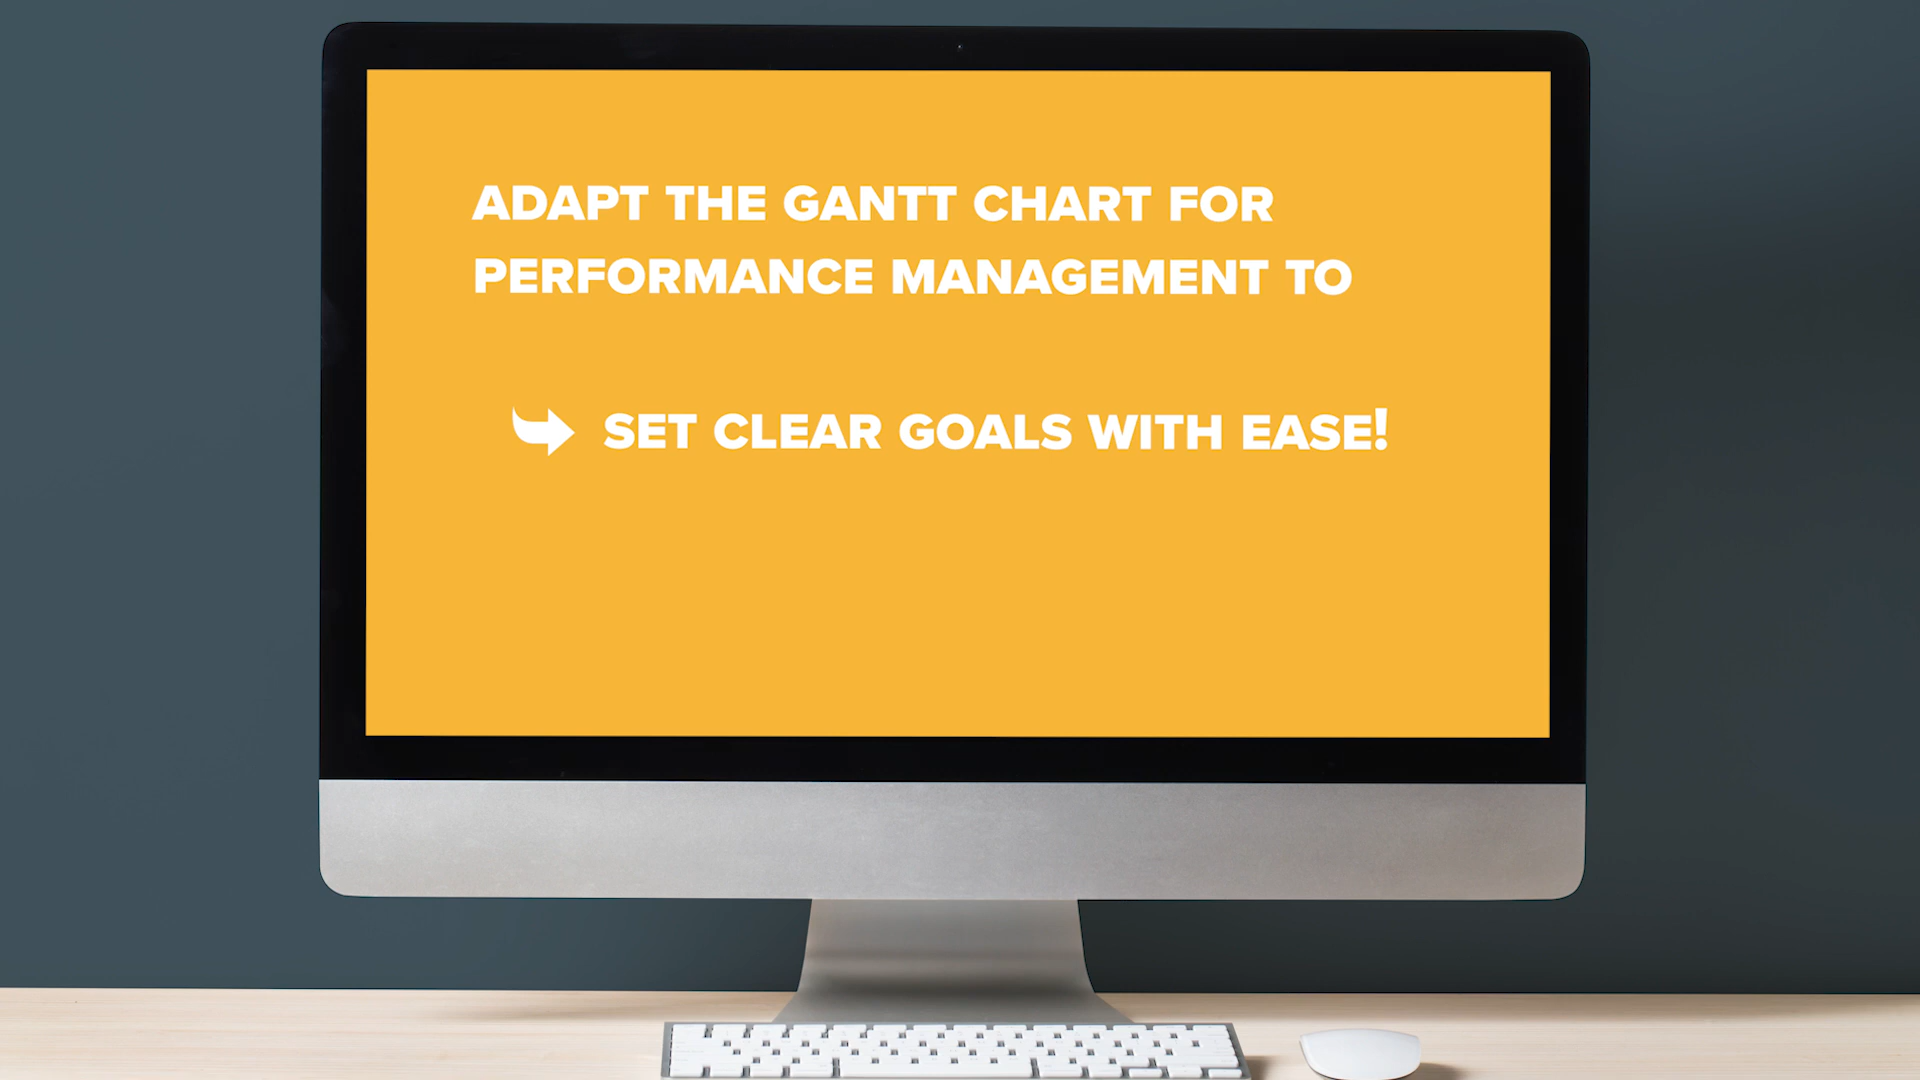 ADAPT THE GANTT CHART FOR
PERFORMANCE MANAGEMENT TO
SET CLEAR GOALS WITH EASE!